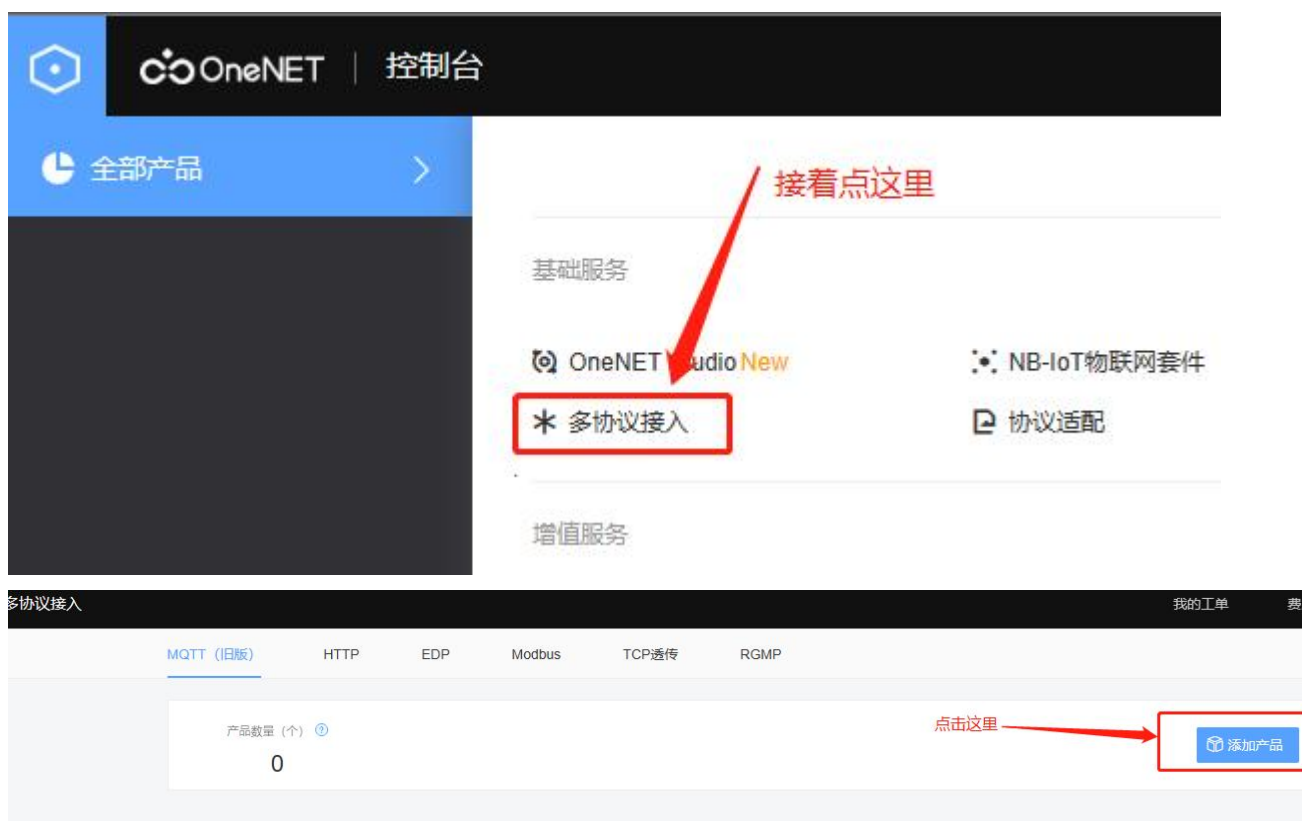 OneNET | 控制台
全部产品
接着点这里
基础服务
OneNET udio New
NB-IoT物联网套件
多协议接入
协议适配
增值服务
多协议接入
我的工单
费
MQTT（旧版）
HTTP
EDP
Modbus
TCP透传
RGMP
产品数量（个）
0
点击这里
添加产品